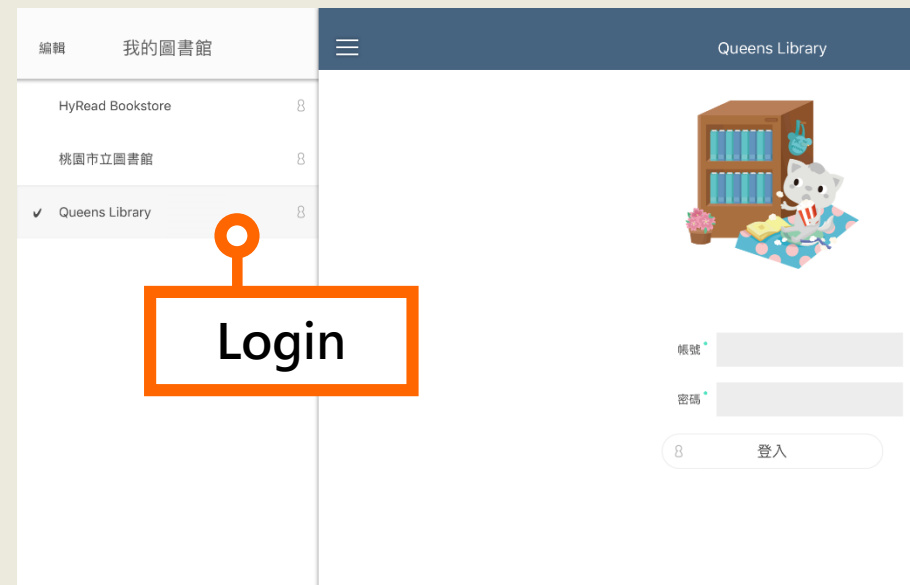 編輯
我的圖書館
Queens Library
HyRead Bookstore
桃園市立圖書館
✓ Queens Library
Login
帳號
密碼
登入